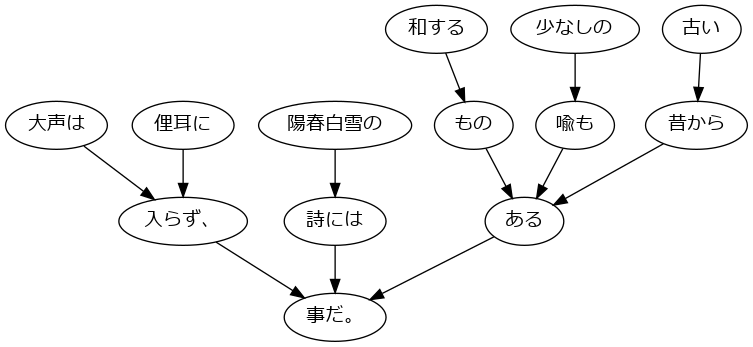 和する
少なしの
古い
大声は
俚耳に
陽春白雪の
もの
喩も
昔から
入らず、
詩には
ある
事だ。